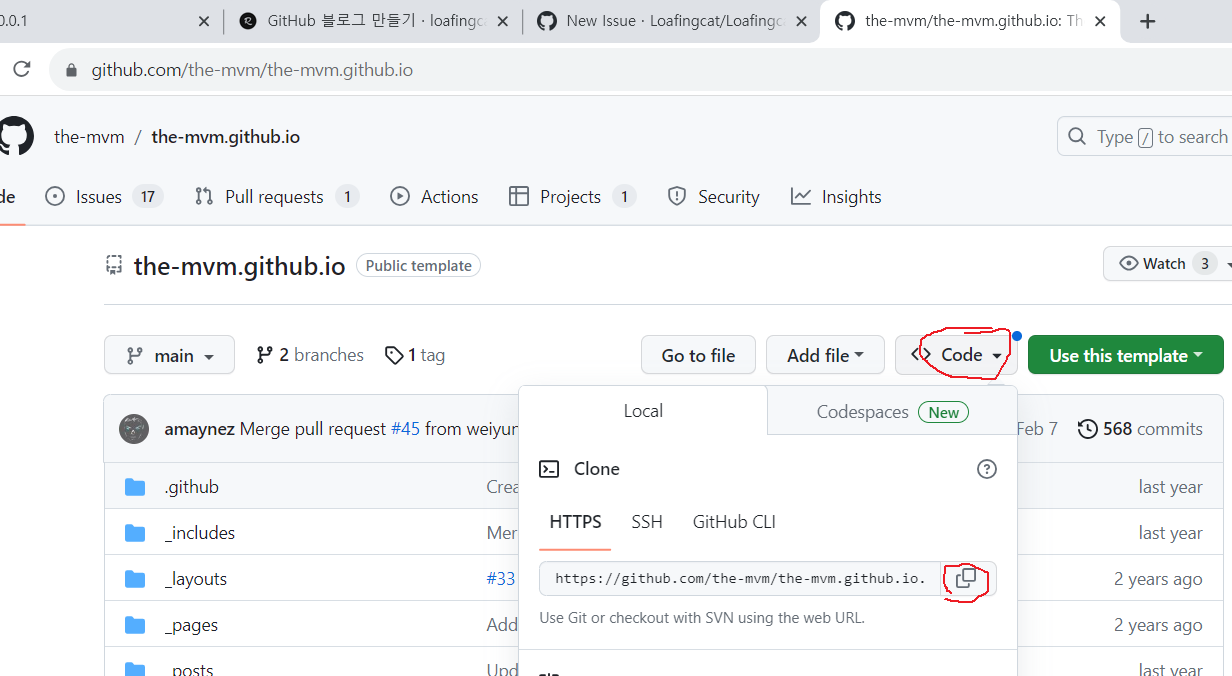 0.0.1
GitHub 블로그 만들기 · loafingc
New Issue · Loafingcat/Loafingc
the-mvm/the-mvm.github.io: Th
github.com/the-mvm/the-mvm.github.io
the-mvm / the-mvm.github.io
Type / to search
de
Issues 17
Pull requests 1
Actions
Projects 1
Security
Insights
the-mvm.github.io Public template
Watch 3
main
2 branches
1 tag
Go to file
Add file
<> Code
Use this template
Local
Codespaces New
amaynez Merge pull request #45 from weiyun
Feb 7
568 commits
Clone
.github
Crea
last year
HTTPS
SSH
GitHub CLI
_includes
Mer
last year
_layouts
#33
https://github.com/the-mvm/the-mvm.github.io.
2 years ago
Use Git or checkout with SVN using the web URL.
_pages
Add
2 years ago
_posts
Upd
last year